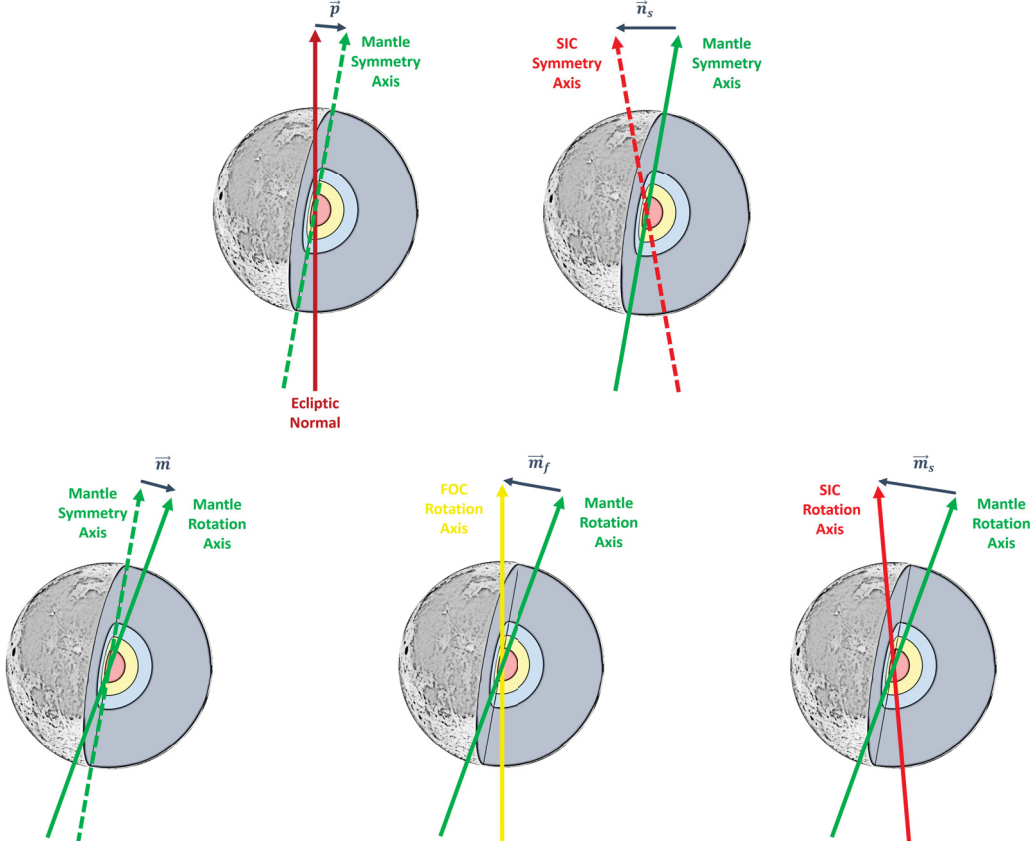 p⃗
Mantle
Symmetry
Axis
Ecliptic
Normal
n⃗ₛ
SIC
Symmetry
Axis
Mantle
Symmetry
Axis
m⃗
Mantle
Symmetry
Axis
Mantle
Rotation
Axis
m⃗_f
FOC
Rotation
Axis
Mantle
Rotation
Axis
m⃗ₛ
SIC
Rotation
Axis
Mantle
Rotation
Axis